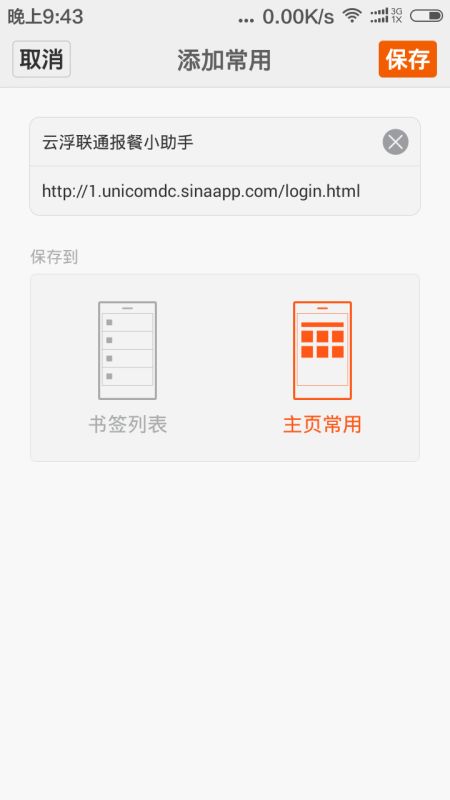 晚上9:43
... 0.00K/s 3G 1X
取消 添加常用 保存
云浮联通报餐小助手
http://1.unicomdc.sinaapp.com/login.html
保存到
书签列表 主页常用